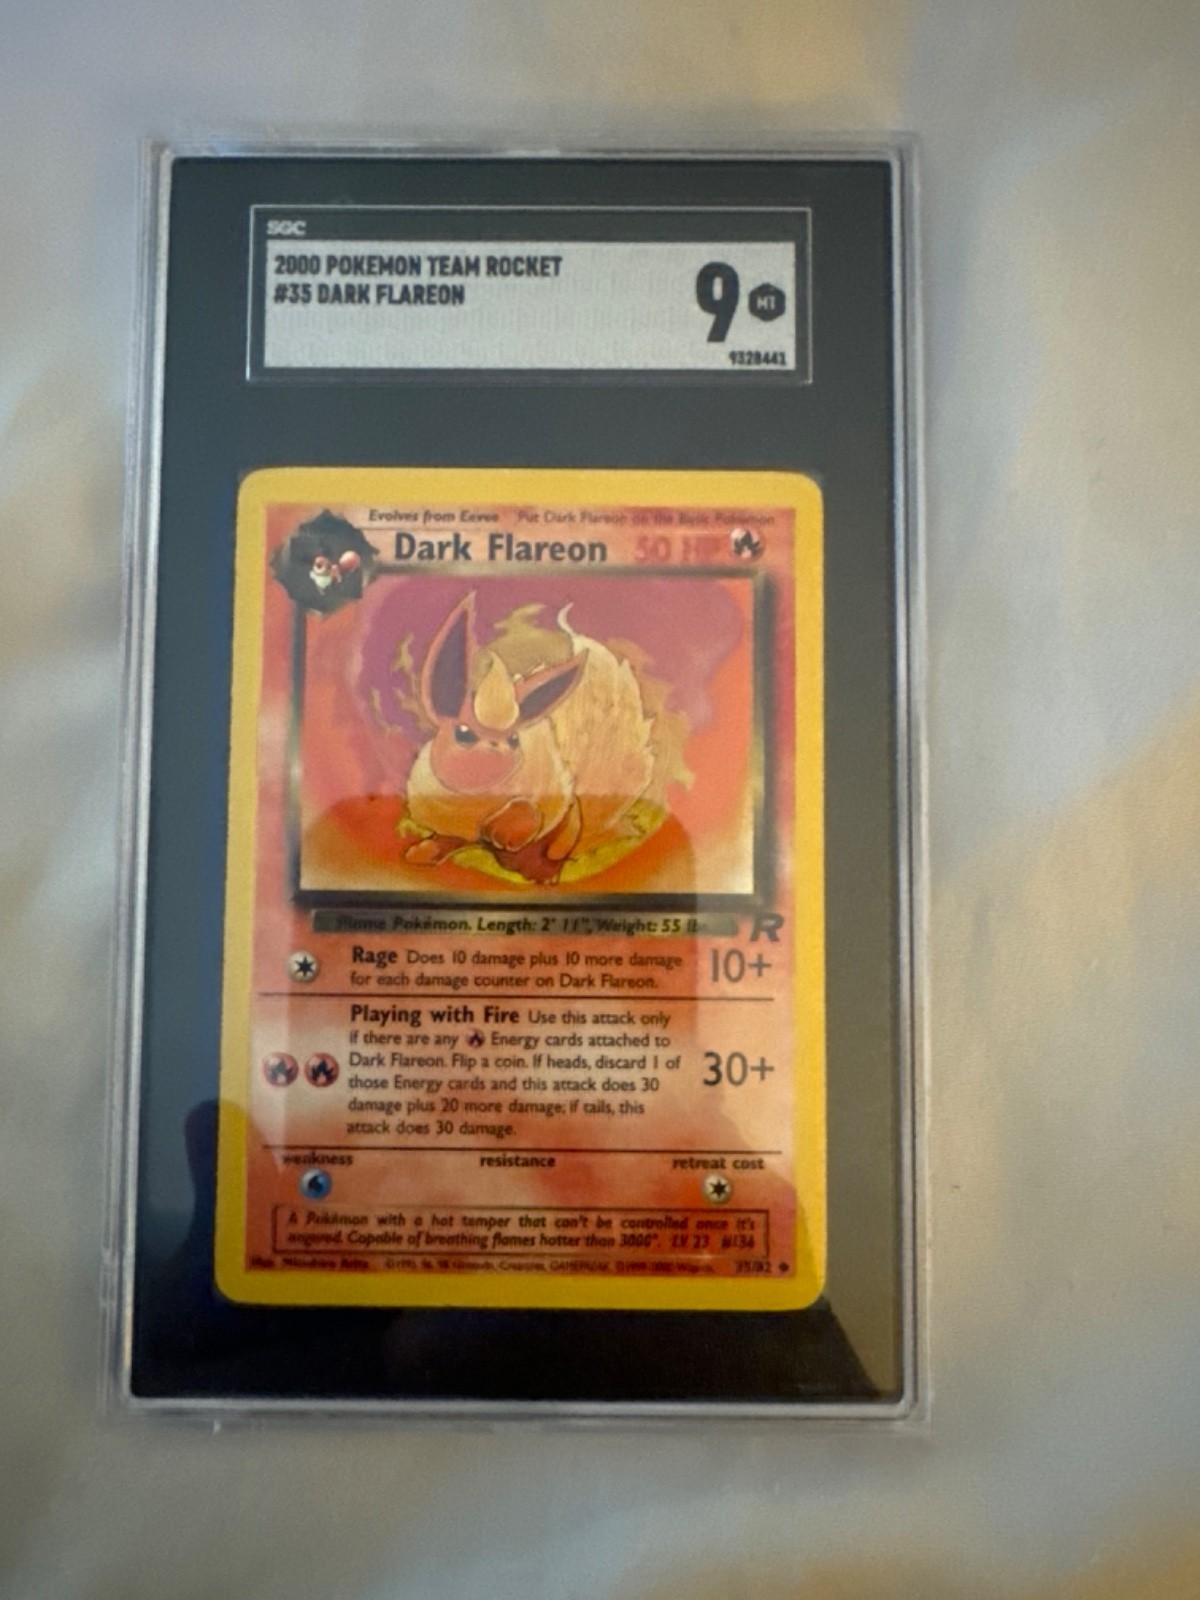 SGC
2000 POKEMON TEAM ROCKET
#35 DARK FLAREON
9 MT
9328441
Evolves from Eevee Put Dark Flareon on the Basic Pokémon
Dark Flareon 50 HP
Flame Pokémon. Length: 2' 11", Weight: 55 lbs.
R
Rage Does 10 damage plus 10 more damage
for each damage counter on Dark Flareon.
10+
Playing with Fire Use this attack only
if there are any Energy cards attached to
Dark Flareon. Flip a coin. If heads, discard 1 of
those Energy cards and this attack does 30
damage plus 20 more damage; if tails, this
attack does 30 damage.
30+
weakness resistance retreat cost
A Pokémon with a hot temper that can't be controlled once it's
angered. Capable of breathing flames hotter than 3000°. LV. 23 #136
35/82